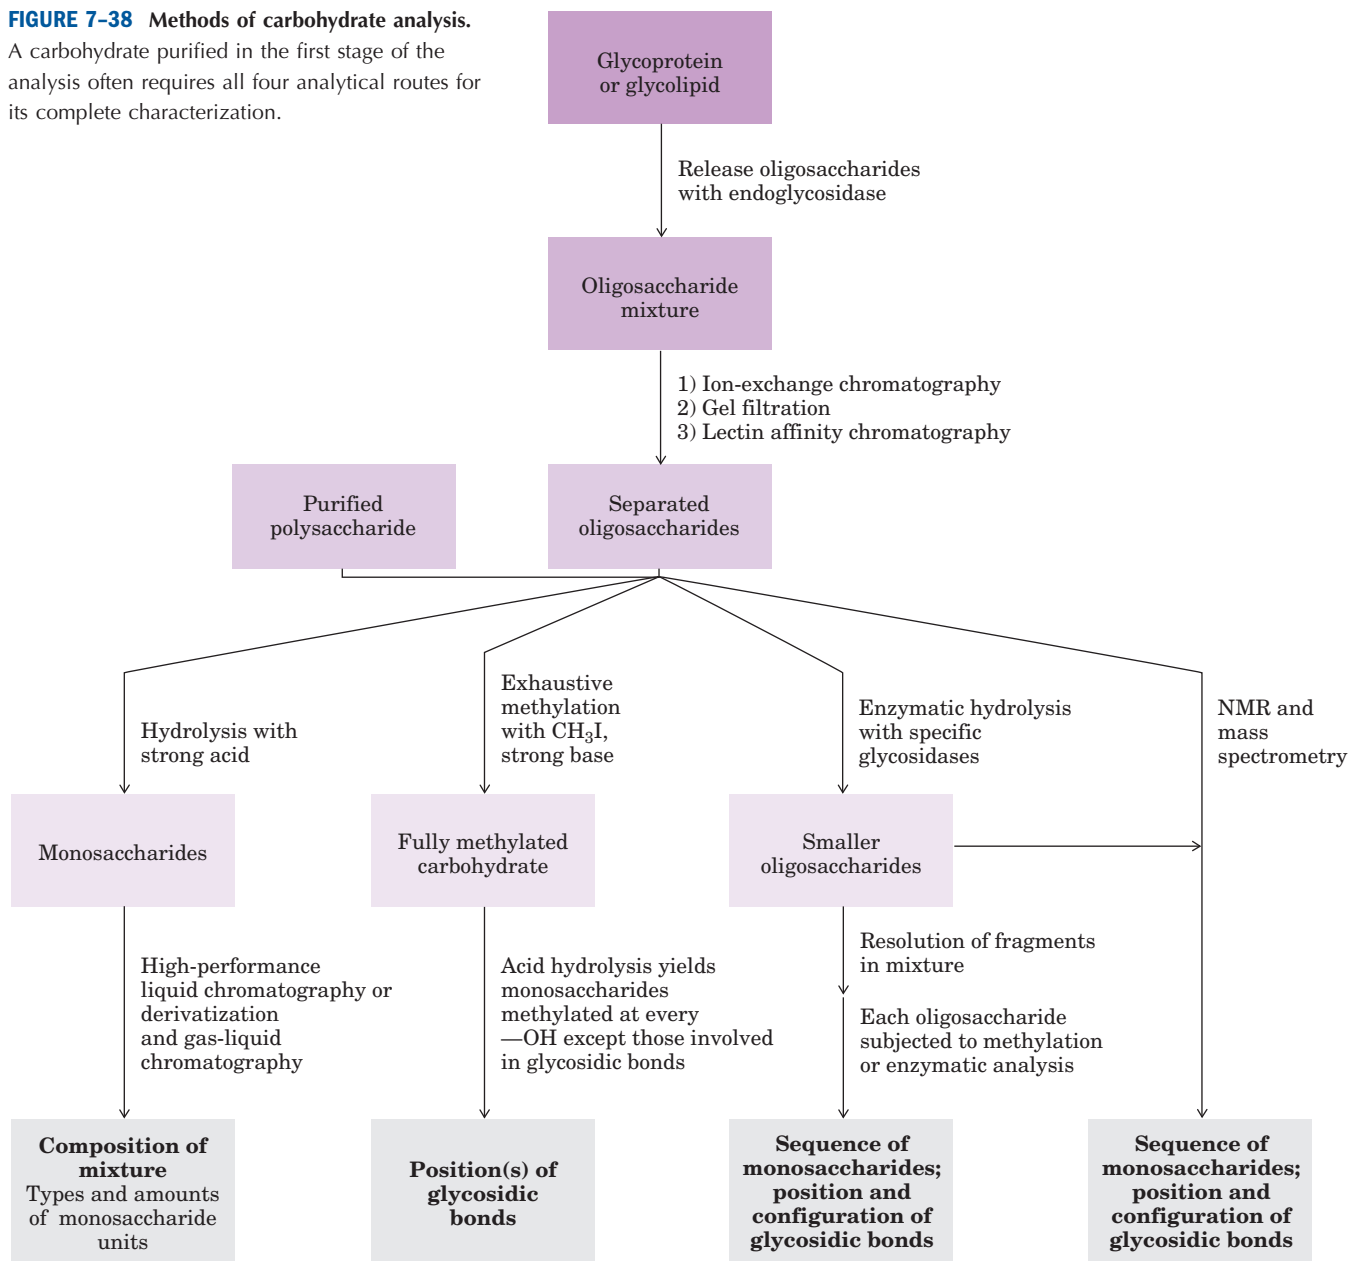 FIGURE 7–38 Methods of carbohydrate analysis.
A carbohydrate purified in the first stage of the
analysis often requires all four analytical routes for
its complete characterization.
Glycoprotein
or glycolipid
Release oligosaccharides
with endoglycosidase
Oligosaccharide
mixture
1) Ion-exchange chromatography
2) Gel filtration
3) Lectin affinity chromatography
Purified
polysaccharide
Separated
oligosaccharides
Hydrolysis with
strong acid
Exhaustive
methylation
with CH₃I,
strong base
Enzymatic hydrolysis
with specific
glycosidases
NMR and
mass
spectrometry
Monosaccharides
Fully methylated
carbohydrate
Smaller
oligosaccharides
High-performance
liquid chromatography or
derivatization
and gas-liquid
chromatography
Acid hydrolysis yields
monosaccharides
methylated at every
—OH except those involved
in glycosidic bonds
Resolution of fragments
in mixture
Each oligosaccharide
subjected to methylation
or enzymatic analysis
Composition of
mixture
Types and amounts
of monosaccharide
units
Position(s) of
glycosidic
bonds
Sequence of
monosaccharides;
position and
configuration of
glycosidic bonds
Sequence of
monosaccharides;
position and
configuration of
glycosidic bonds